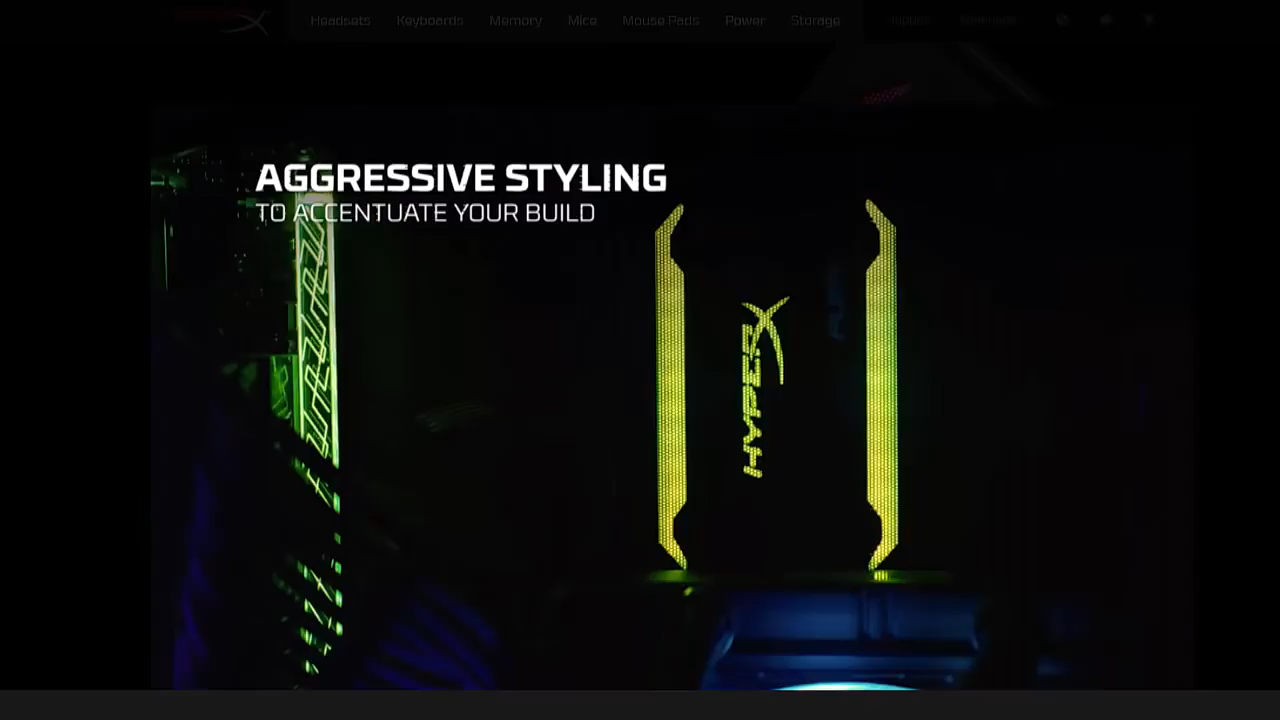 Headsets Keyboards Memory Mice Mouse Pads Power Storage
AGGRESSIVE STYLING
TO ACCENTUATE YOUR BUILD
HYPERX